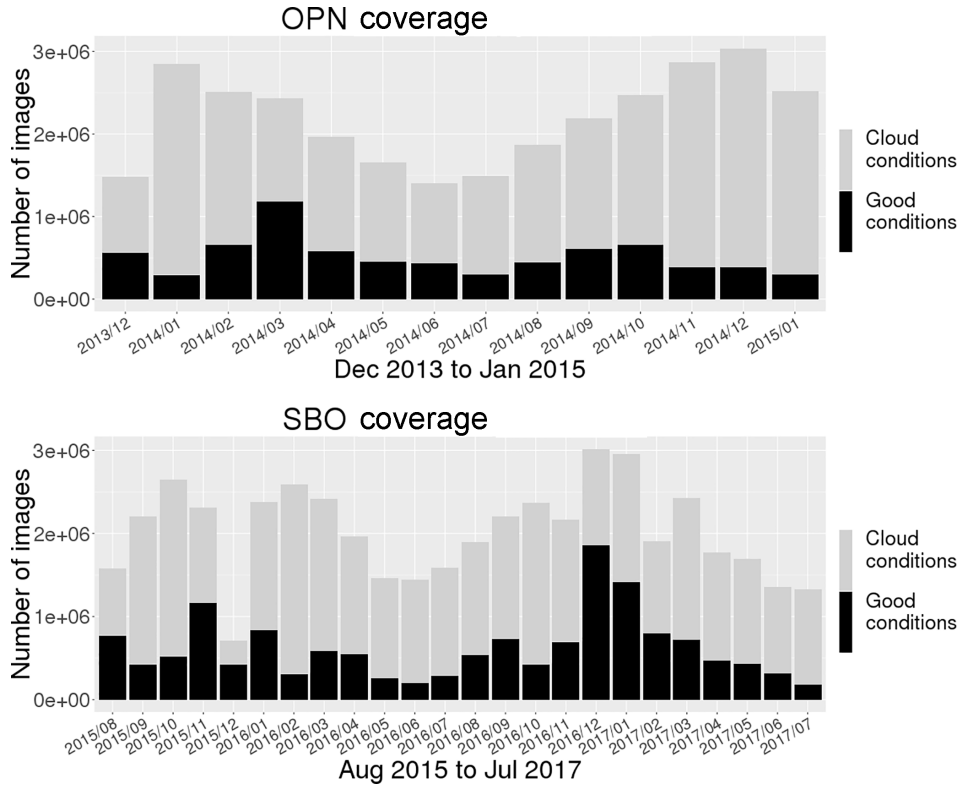 OPN coverage
3e+06
2e+06
1e+06
0e+00
Number of images
2013/12 2014/01 2014/02 2014/03 2014/04 2014/05 2014/06 2014/07 2014/08 2014/09 2014/10 2014/11 2014/12 2015/01
Dec 2013 to Jan 2015
Cloud
conditions
Good
conditions
SBO coverage
3e+06
2e+06
1e+06
0e+00
Number of images
2015/08 2015/09 2015/10 2015/11 2015/12 2016/01 2016/02 2016/03 2016/04 2016/05 2016/06 2016/07 2016/08 2016/09 2016/10 2016/11 2016/12 2017/01 2017/02 2017/03 2017/04 2017/05 2017/06 2017/07
Aug 2015 to Jul 2017
Cloud
conditions
Good
conditions